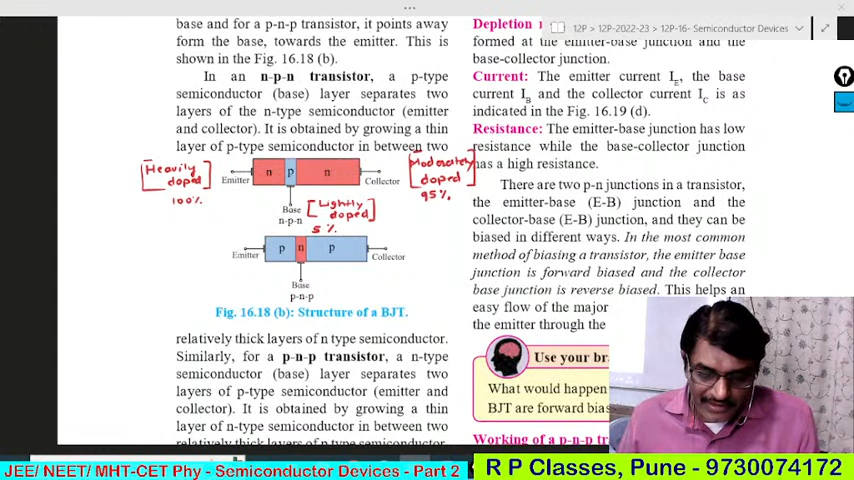 12P > 12P-2022-23 > 12P-16- Semiconductor Devices
base and for a p-n-p transistor, it points away
form the base, towards the emitter. This is
shown in the Fig. 16.18 (b).
In an n-p-n transistor, a p-type
semiconductor (base) layer separates two
layers of the n-type semiconductor (emitter
and collector). It is obtained by growing a thin
layer of p-type semiconductor in between two
Heavily
doped
100%
Emitter
n
p
n
Collector
Moderately
doped
95%
Base
n-p-n
Lightly
doped
5%
Emitter
p
n
p
Collector
Base
p-n-p
Fig. 16.18 (b): Structure of a BJT.
relatively thick layers of n type semiconductor.
Similarly, for a p-n-p transistor, a n-type
semiconductor (base) layer separates two
layers of p-type semiconductor (emitter and
collector). It is obtained by growing a thin
layer of n-type semiconductor in between two
relatively thick layers of p type semiconductor.
Depletion
formed at the emitter-base junction and the
base-collector junction.
Current: The emitter current IE, the base
current IB and the collector current IC is as
indicated in the Fig. 16.19 (d).
Resistance: The emitter-base junction has low
resistance while the base-collector junction
has a high resistance.
There are two p-n junctions in a transistor,
the emitter-base (E-B) junction and the
collector-base (E-B) junction, and they can be
biased in different ways. In the most common
method of biasing a transistor, the emitter base
junction is forward biased and the collector
base junction is reverse biased. This helps an
easy flow of the major
the emitter through the
Use your
What would happen
BJT are forward
Working of a p-n-p
JEE/ NEET/ MHT-CET Phy - Semiconductor Devices - Part 2
R P Classes, Pune - 9730074172